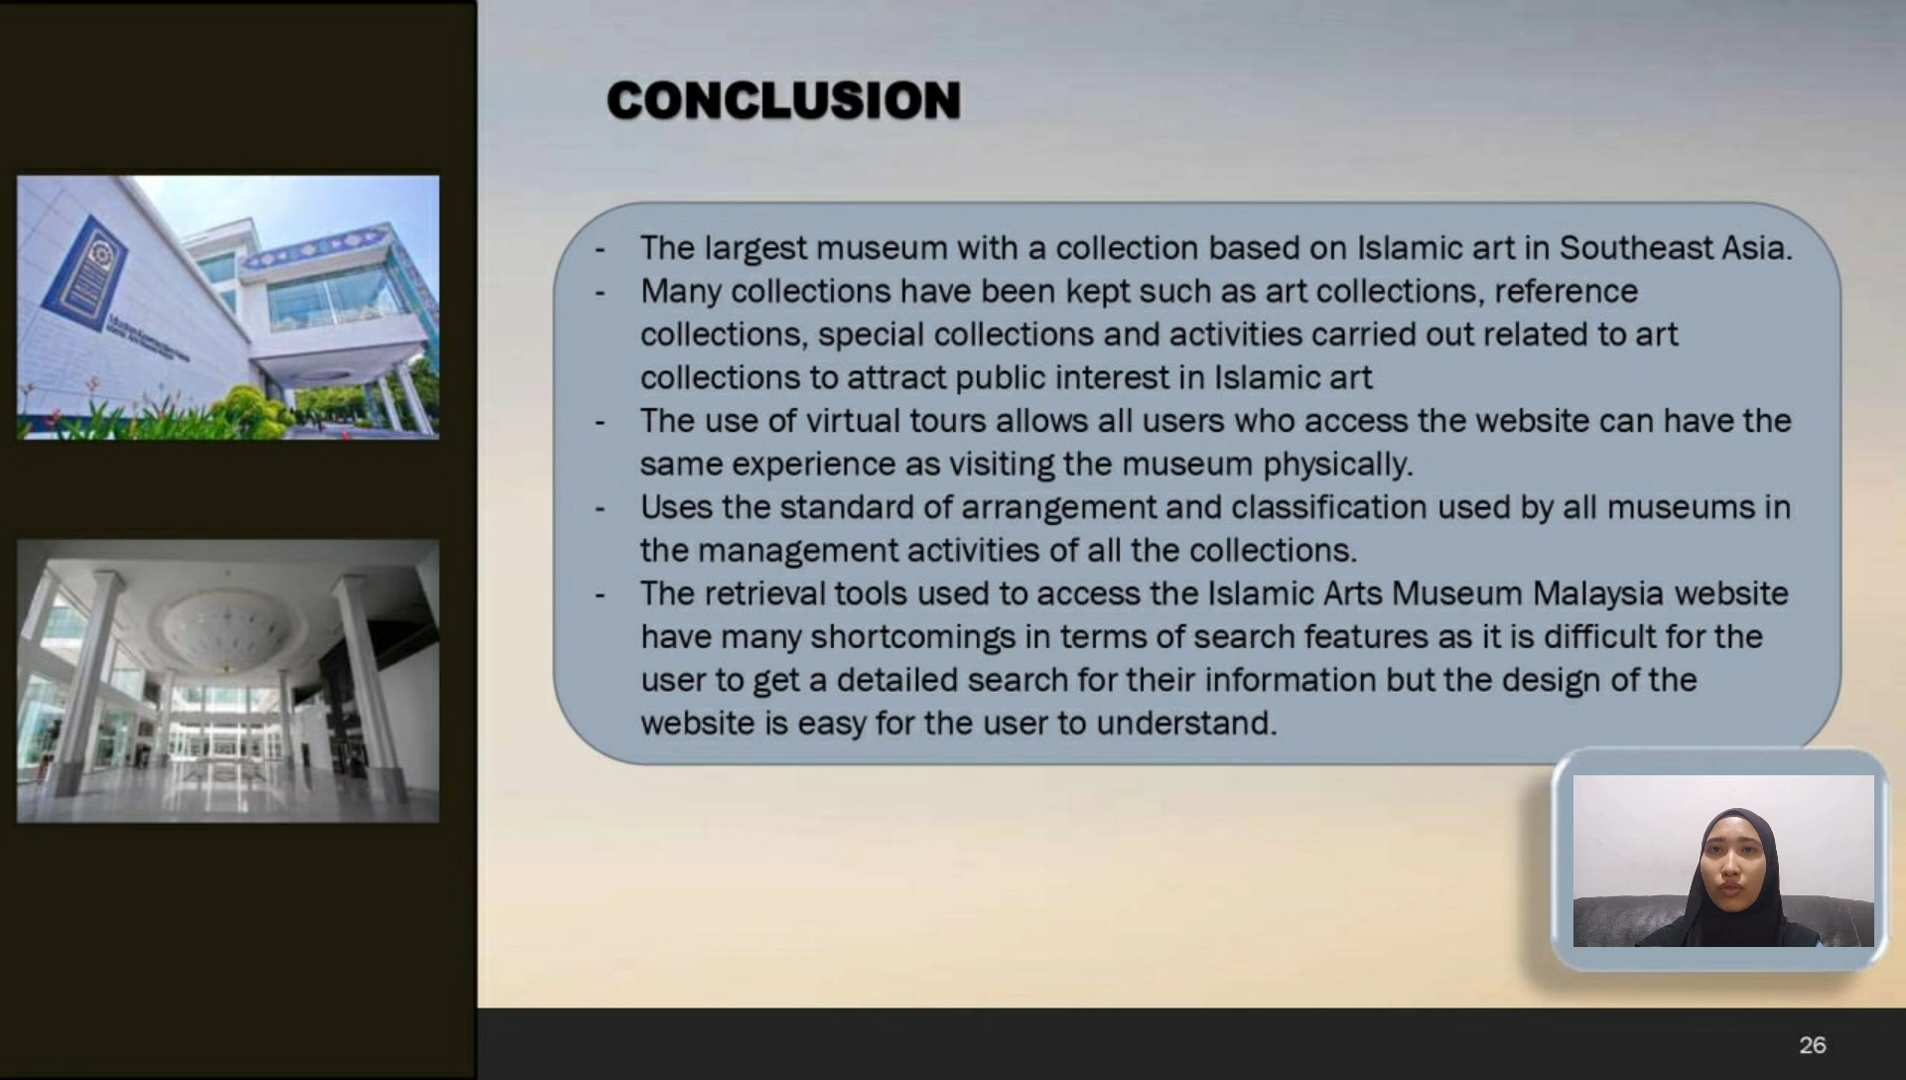 CONCLUSION
- The largest museum with a collection based on Islamic art in Southeast Asia.
- Many collections have been kept such as art collections, reference
collections, special collections and activities carried out related to art
collections to attract public interest in Islamic art
- The use of virtual tours allows all users who access the website can have the
same experience as visiting the museum physically.
- Uses the standard of arrangement and classification used by all museums in
the management activities of all the collections.
- The retrieval tools used to access the Islamic Arts Museum Malaysia website
have many shortcomings in terms of search features as it is difficult for the
user to get a detailed search for their information but the design of the
website is easy for the user to understand.
26